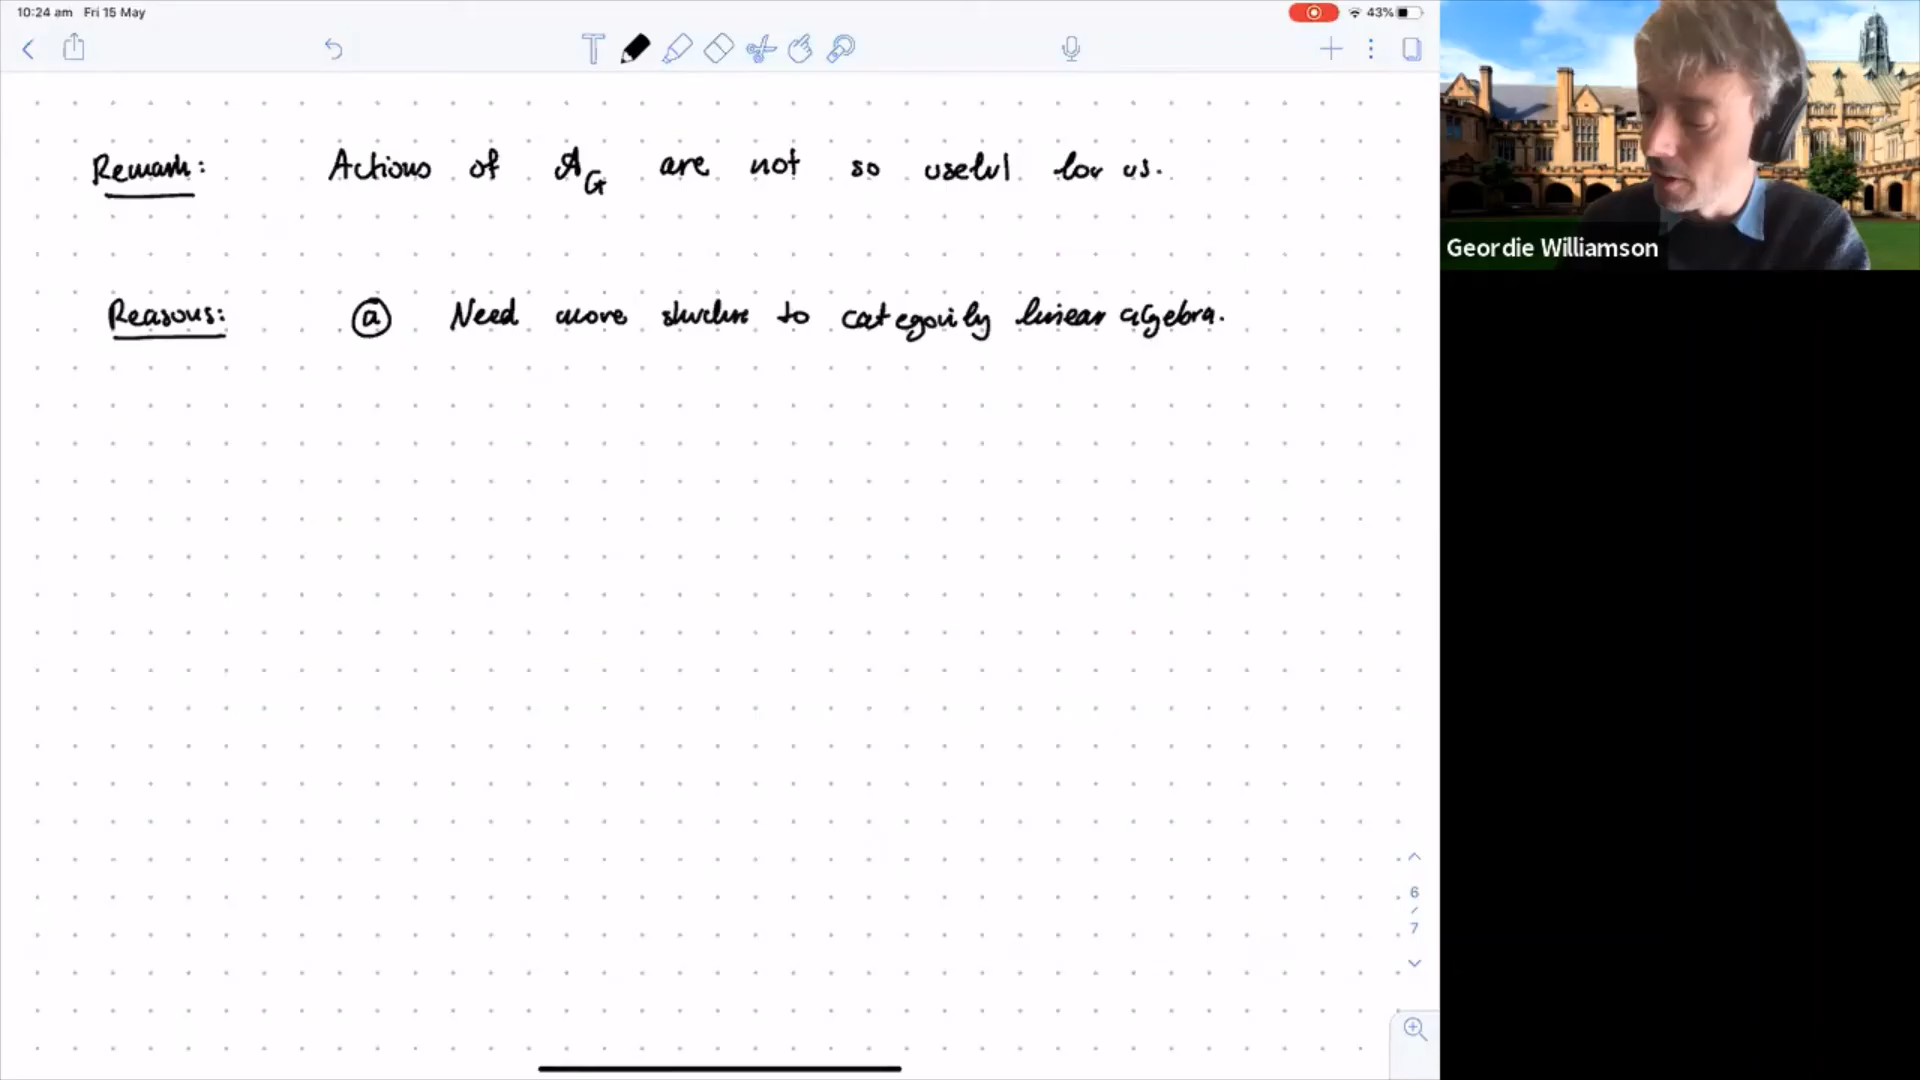 10:24 am Fri 15 May
43%
Remark: Actions of 𝒜_G are not so useful for us.
Geordie Williamson
Reasons: ⓐ Need more structure to categorify linear algebra.
6
/
7